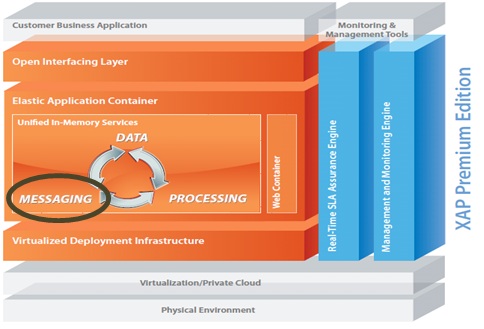 Customer Business Application
Monitoring &
Management Tools
Open Interfacing Layer
Elastic Application Container
Unified In-Memory Services
DATA
MESSAGING
PROCESSING
Web Container
Real-Time SLA Assurance Engine
Management and Monitoring Engine
XAP Premium Edition
Virtualized Deployment Infrastructure
Virtualization/Private Cloud
Physical Environment